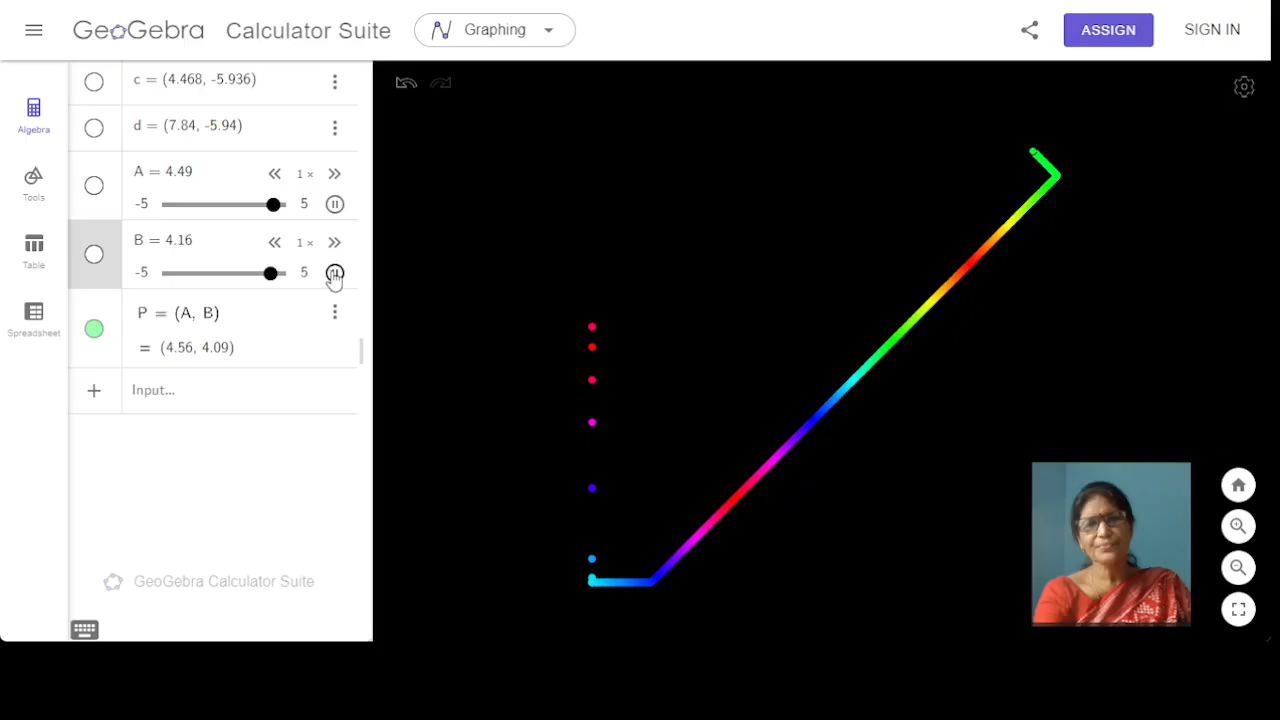 GeoGebra Calculator Suite Graphing ASSIGN SIGN IN
Algebra
Tools
Table
Spreadsheet
c = (4.468, -5.936)
d = (7.84, -5.94)
A = 4.49 1 ×
-5 5
B = 4.16 1 ×
-5 5
P = (A, B)
= (4.56, 4.09)
Input...
GeoGebra Calculator Suite